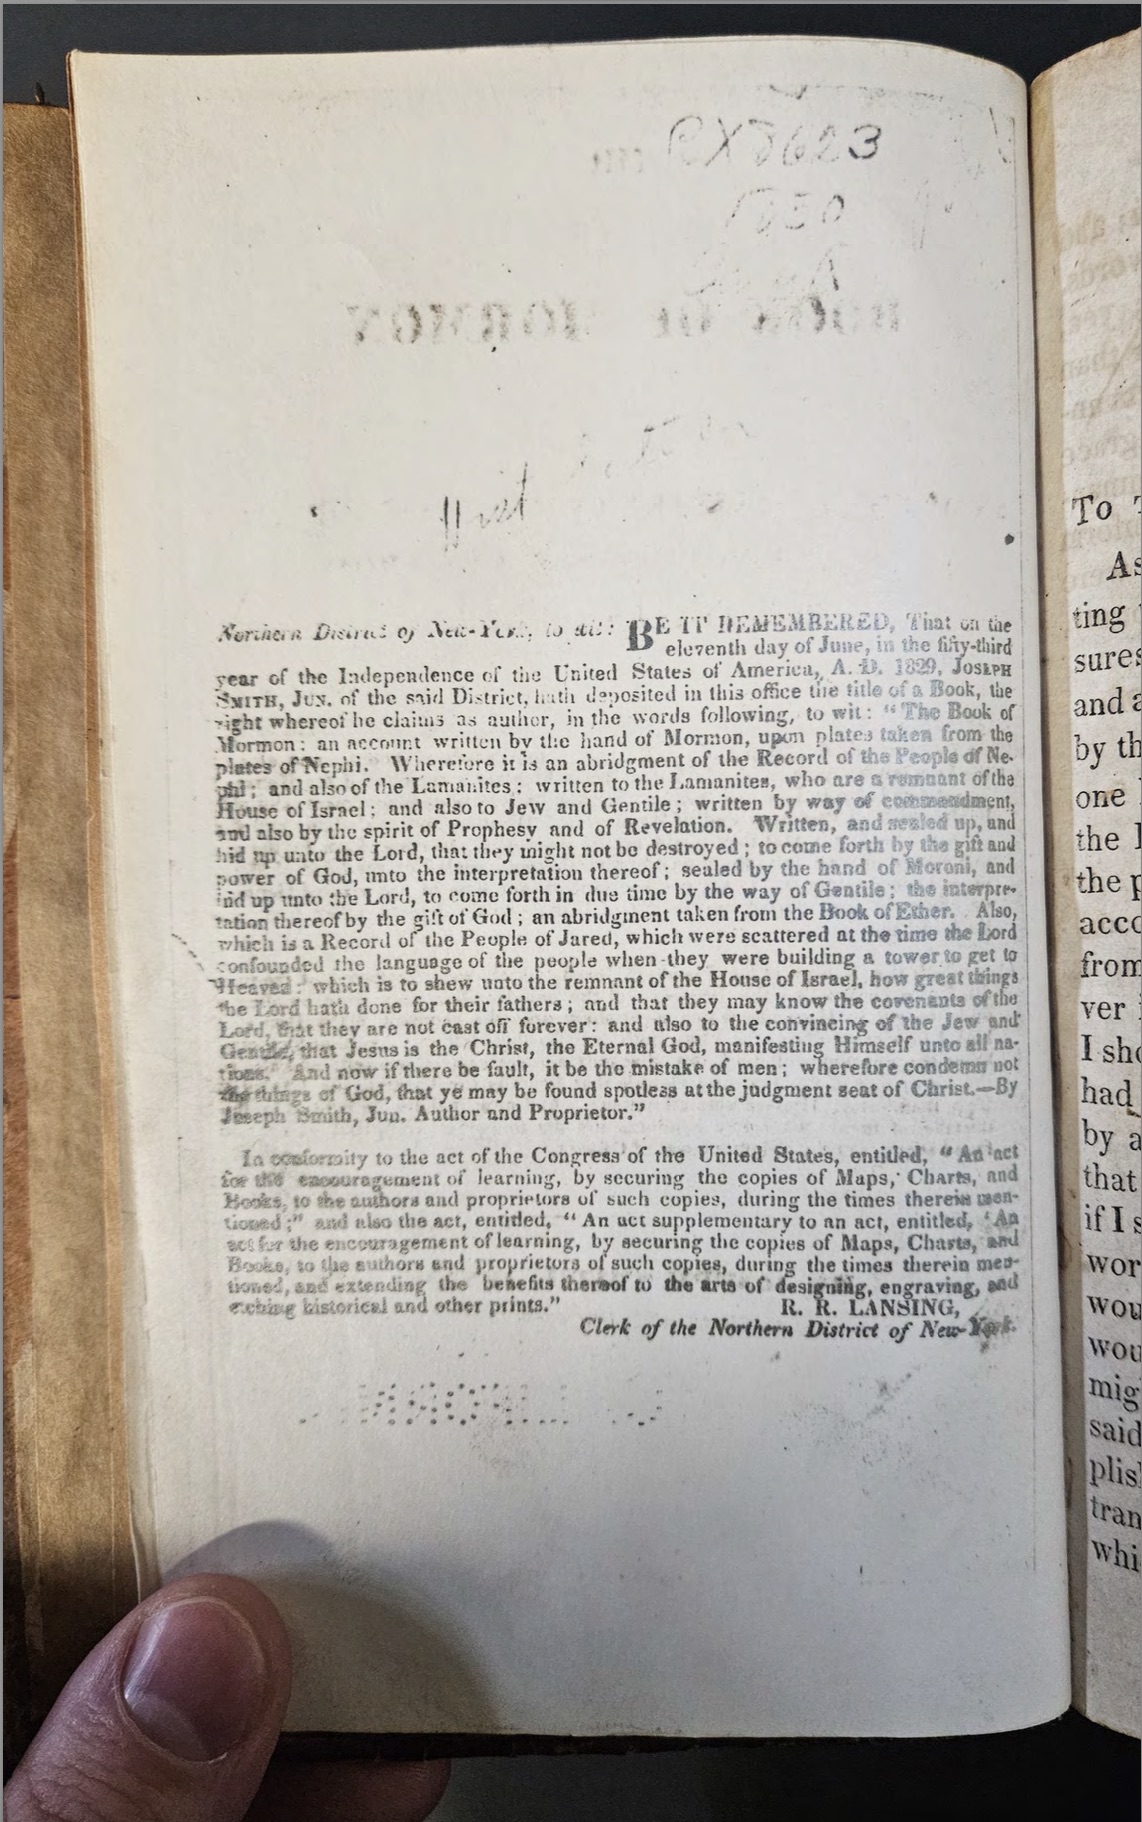 CX8623
1830
Northern District of New-York, to wit: BE IT REMEMBERED, That on the
eleventh day of June, in the fifty-third
year of the Independence of the United States of America, A. D. 1829, JOSEPH
SMITH, JUN. of the said District, hath deposited in this office the title of a Book, the
right whereof he claims as author, in the words following, to wit: "The Book of
Mormon: an account written by the hand of Mormon, upon plates taken from the
plates of Nephi. Wherefore it is an abridgment of the Record of the People of Ne-
phi; and also of the Lamanites; written to the Lamanites, who are a remnant of the
House of Israel; and also to Jew and Gentile; written by way of commandment,
and also by the spirit of Prophesy and of Revelation. Written, and sealed up, and
hid up unto the Lord, that they might not be destroyed; to come forth by the gift and
power of God, unto the interpretation thereof; sealed by the hand of Moroni, and
hid up unto the Lord, to come forth in due time by the way of Gentile; the interpre-
tation thereof by the gift of God; an abridgment taken from the Book of Ether. Also,
which is a Record of the People of Jared, which were scattered at the time the Lord
confounded the language of the people when they were building a tower to get to
Heaven: which is to shew unto the remnant of the House of Israel, how great things
the Lord hath done for their fathers; and that they may know the covenants of the
Lord, that they are not cast off forever: and also to the convincing of the Jew and
Gentile, that Jesus is the Christ, the Eternal God, manifesting Himself unto all na-
tions. And now if there be fault, it be the mistake of men; wherefore condemn not
the things of God, that ye may be found spotless at the judgment seat of Christ.—By
Joseph Smith, Jun. Author and Proprietor."
In conformity to the act of the Congress of the United States, entitled, "An act
for the encouragement of learning, by securing the copies of Maps, Charts, and
Books, to the authors and proprietors of such copies, during the times therein men-
tioned;" and also the act, entitled, "An act supplementary to an act, entitled, 'An
act for the encouragement of learning, by securing the copies of Maps, Charts, and
Books, to the authors and proprietors of such copies, during the times therein men-
tioned, and extending the benefits thereof to the arts of designing, engraving, and
etching historical and other prints."
R. R. LANSING,
Clerk of the Northern District of New-York.
To
As
ting
sures
and a
by th
one
the
the p
acco
from
ver
I sho
had
by a
that
if I s
wor
wou
wou
mig
said
plis
tran
whi